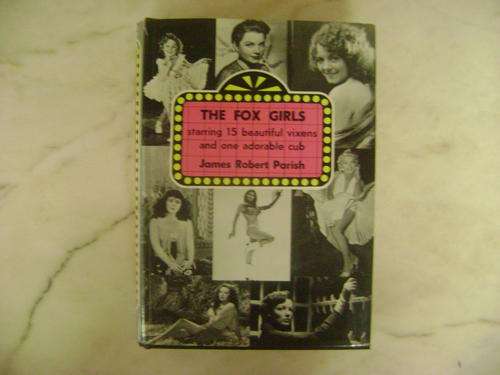 THE FOX GIRLS
starring 15 beautiful vixens
and one adorable cub
James Robert Parish